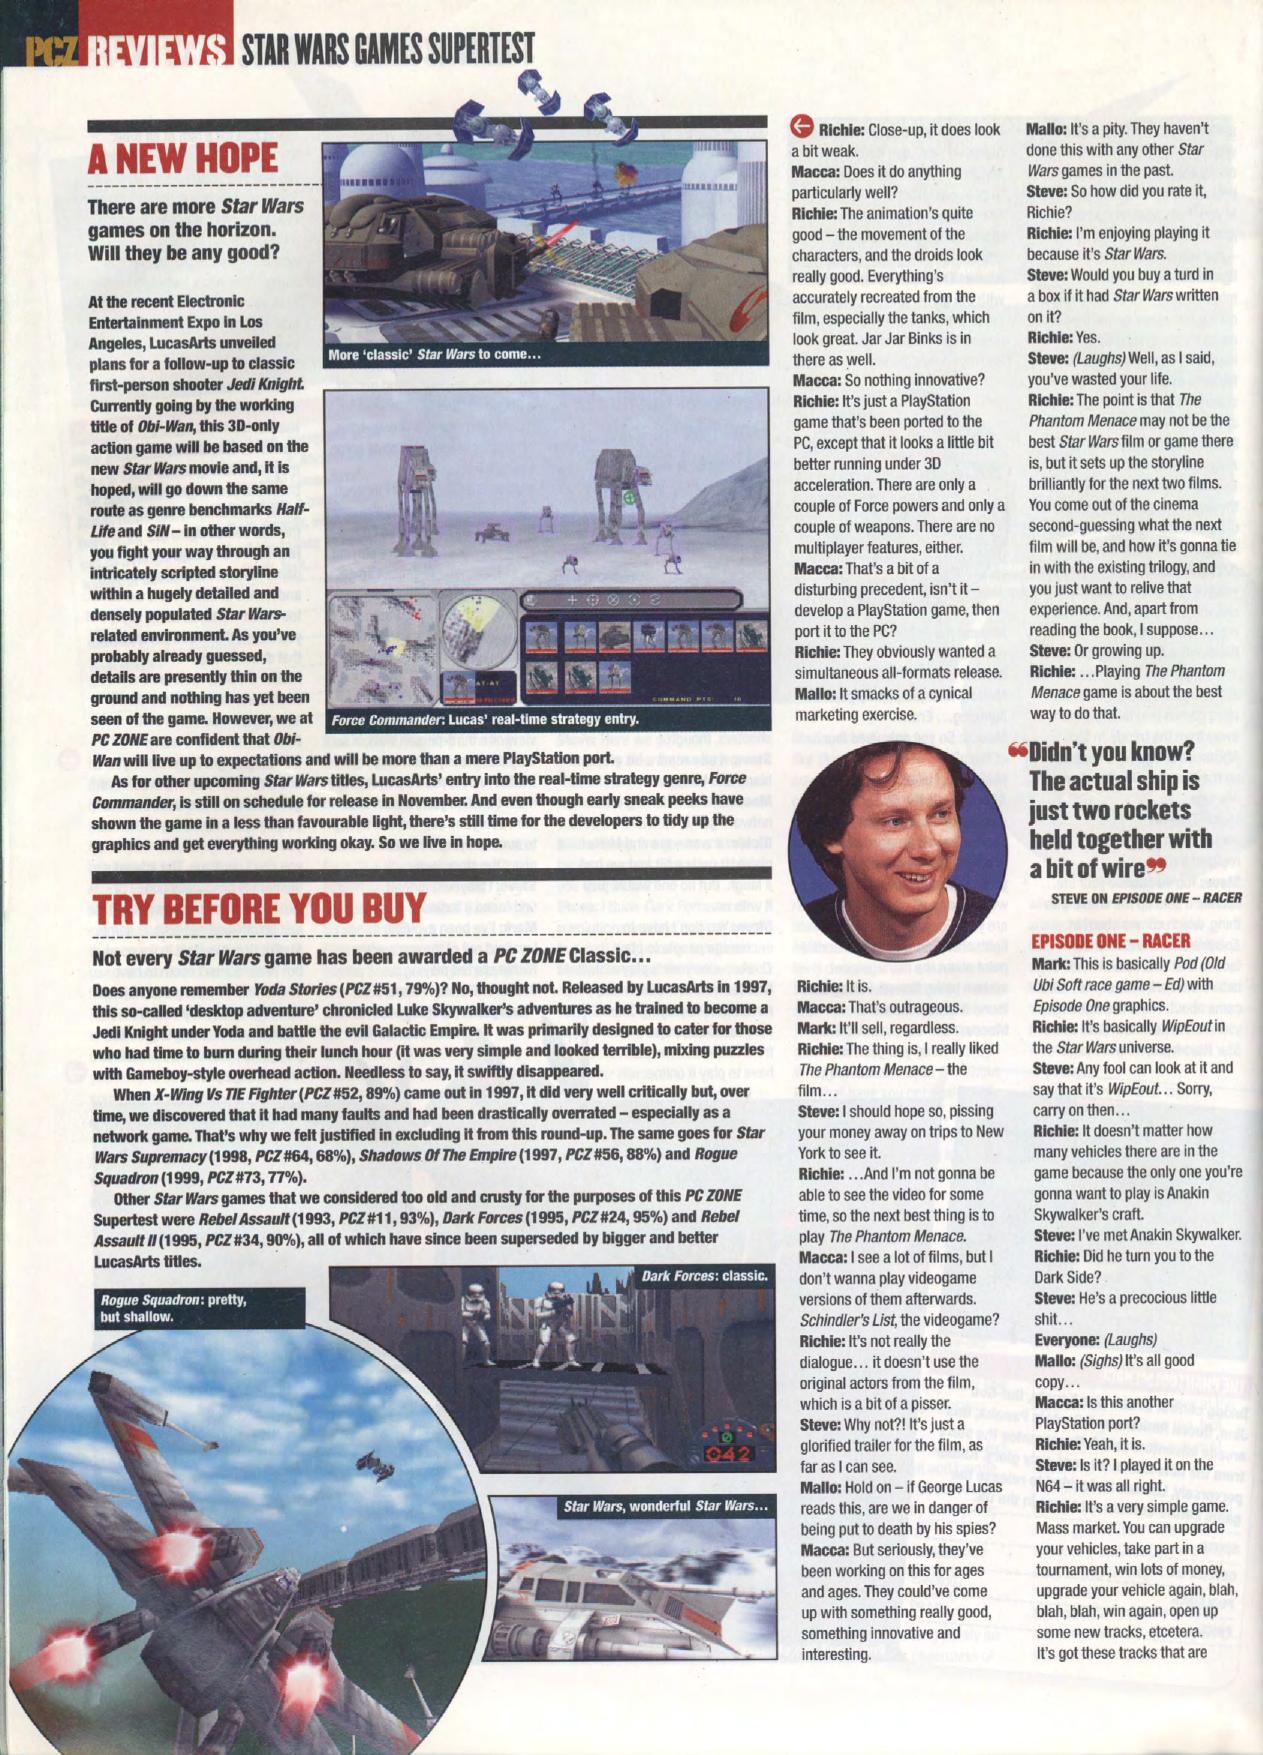 PCZ REVIEWS STAR WARS GAMES SUPERTEST
A NEW HOPE
There are more Star Wars
games on the horizon.
Will they be any good?
At the recent Electronic
Entertainment Expo in Los
Angeles, LucasArts unveiled
plans for a follow-up to classic
first-person shooter Jedi Knight.
Currently going by the working
title of Obi-Wan, this 3D-only
action game will be based on the
new Star Wars movie and, it is
hoped, will go down the same
route as genre benchmarks Half-
Life and SiN – in other words,
you fight your way through an
intricately scripted storyline
within a hugely detailed and
densely populated Star Wars-
related environment. As you've
probably already guessed,
details are presently thin on the
ground and nothing has yet been
seen of the game. However, we at
PC ZONE are confident that Obi-
Wan will live up to expectations and will be more than a mere PlayStation port.
As for other upcoming Star Wars titles, LucasArts' entry into the real-time strategy genre, Force
Commander, is still on schedule for release in November. And even though early sneak peeks have
shown the game in a less than favourable light, there's still time for the developers to tidy up the
graphics and get everything working okay. So we live in hope.
More 'classic' Star Wars to come...
AT-AT
COMMAND PTS: 10
Force Commander: Lucas' real-time strategy entry.
TRY BEFORE YOU BUY
Not every Star Wars game has been awarded a PC ZONE Classic...
Does anyone remember Yoda Stories (PCZ #51, 79%)? No, thought not. Released by LucasArts in 1997,
this so-called 'desktop adventure' chronicled Luke Skywalker's adventures as he trained to become a
Jedi Knight under Yoda and battle the evil Galactic Empire. It was primarily designed to cater for those
who had time to burn during their lunch hour (it was very simple and looked terrible), mixing puzzles
with Gameboy-style overhead action. Needless to say, it swiftly disappeared.
When X-Wing Vs TIE Fighter (PCZ #52, 89%) came out in 1997, it did very well critically but, over
time, we discovered that it had many faults and had been drastically overrated – especially as a
network game. That's why we felt justified in excluding it from this round-up. The same goes for Star
Wars Supremacy (1998, PCZ #64, 68%), Shadows Of The Empire (1997, PCZ #56, 88%) and Rogue
Squadron (1999, PCZ #73, 77%).
Other Star Wars games that we considered too old and crusty for the purposes of this PC ZONE
Supertest were Rebel Assault (1993, PCZ #11, 93%), Dark Forces (1995, PCZ #24, 95%) and Rebel
Assault II (1995, PCZ #34, 90%), all of which have since been superseded by bigger and better
LucasArts titles.
Rogue Squadron: pretty,
but shallow.
Dark Forces: classic.
042
Star Wars, wonderful Star Wars...
Richie: Close-up, it does look
a bit weak.
Macca: Does it do anything
particularly well?
Richie: The animation's quite
good – the movement of the
characters, and the droids look
really good. Everything's
accurately recreated from the
film, especially the tanks, which
look great. Jar Jar Binks is in
there as well.
Macca: So nothing innovative?
Richie: It's just a PlayStation
game that's been ported to the
PC, except that it looks a little bit
better running under 3D
acceleration. There are only a
couple of Force powers and only a
couple of weapons. There are no
multiplayer features, either.
Macca: That's a bit of a
disturbing precedent, isn't it –
develop a PlayStation game, then
port it to the PC?
Richie: They obviously wanted a
simultaneous all-formats release.
Mallo: It smacks of a cynical
marketing exercise.
Richie: It is.
Macca: That's outrageous.
Mark: It'll sell, regardless.
Richie: The thing is, I really liked
The Phantom Menace – the
film...
Steve: I should hope so, pissing
your money away on trips to New
York to see it.
Richie: ...And I'm not gonna be
able to see the video for some
time, so the next best thing is to
play The Phantom Menace.
Macca: I see a lot of films, but I
don't wanna play videogame
versions of them afterwards.
Schindler's List, the videogame?
Richie: It's not really the
dialogue... it doesn't use the
original actors from the film,
which is a bit of a pisser.
Steve: Why not?! It's just a
glorified trailer for the film, as
far as I can see.
Mallo: Hold on – if George Lucas
reads this, are we in danger of
being put to death by his spies?
Macca: But seriously, they've
been working on this for ages
and ages. They could've come
up with something really good,
something innovative and
interesting.
Mallo: It's a pity. They haven't
done this with any other Star
Wars games in the past.
Steve: So how did you rate it,
Richie?
Richie: I'm enjoying playing it
because it's Star Wars.
Steve: Would you buy a turd in
a box if it had Star Wars written
on it?
Richie: Yes.
Steve: (Laughs) Well, as I said,
you've wasted your life.
Richie: The point is that The
Phantom Menace may not be the
best Star Wars film or game there
is, but it sets up the storyline
brilliantly for the next two films.
You come out of the cinema
second-guessing what the next
film will be, and how it's gonna tie
in with the existing trilogy, and
you just want to relive that
experience. And, apart from
reading the book, I suppose...
Steve: Or growing up.
Richie: ...Playing The Phantom
Menace game is about the best
way to do that.
“Didn't you know?
The actual ship is
just two rockets
held together with
a bit of wire”
STEVE ON EPISODE ONE – RACER
EPISODE ONE – RACER
Mark: This is basically Pod (Old
Ubi Soft race game – Ed) with
Episode One graphics.
Richie: It's basically WipEout in
the Star Wars universe.
Steve: Any fool can look at it and
say that it's WipEout... Sorry,
carry on then...
Richie: It doesn't matter how
many vehicles there are in the
game because the only one you're
gonna want to play is Anakin
Skywalker's craft.
Steve: I've met Anakin Skywalker.
Richie: Did he turn you to the
Dark Side?
Steve: He's a precocious little
shit...
Everyone: (Laughs)
Mallo: (Sighs) It's all good
copy...
Macca: Is this another
PlayStation port?
Richie: Yeah, it is.
Steve: Is it? I played it on the
N64 – it was all right.
Richie: It's a very simple game.
Mass market. You can upgrade
your vehicles, take part in a
tournament, win lots of money,
upgrade your vehicle again, blah,
blah, blah, win again, open up
some new tracks, etcetera.
It's got these tracks that are